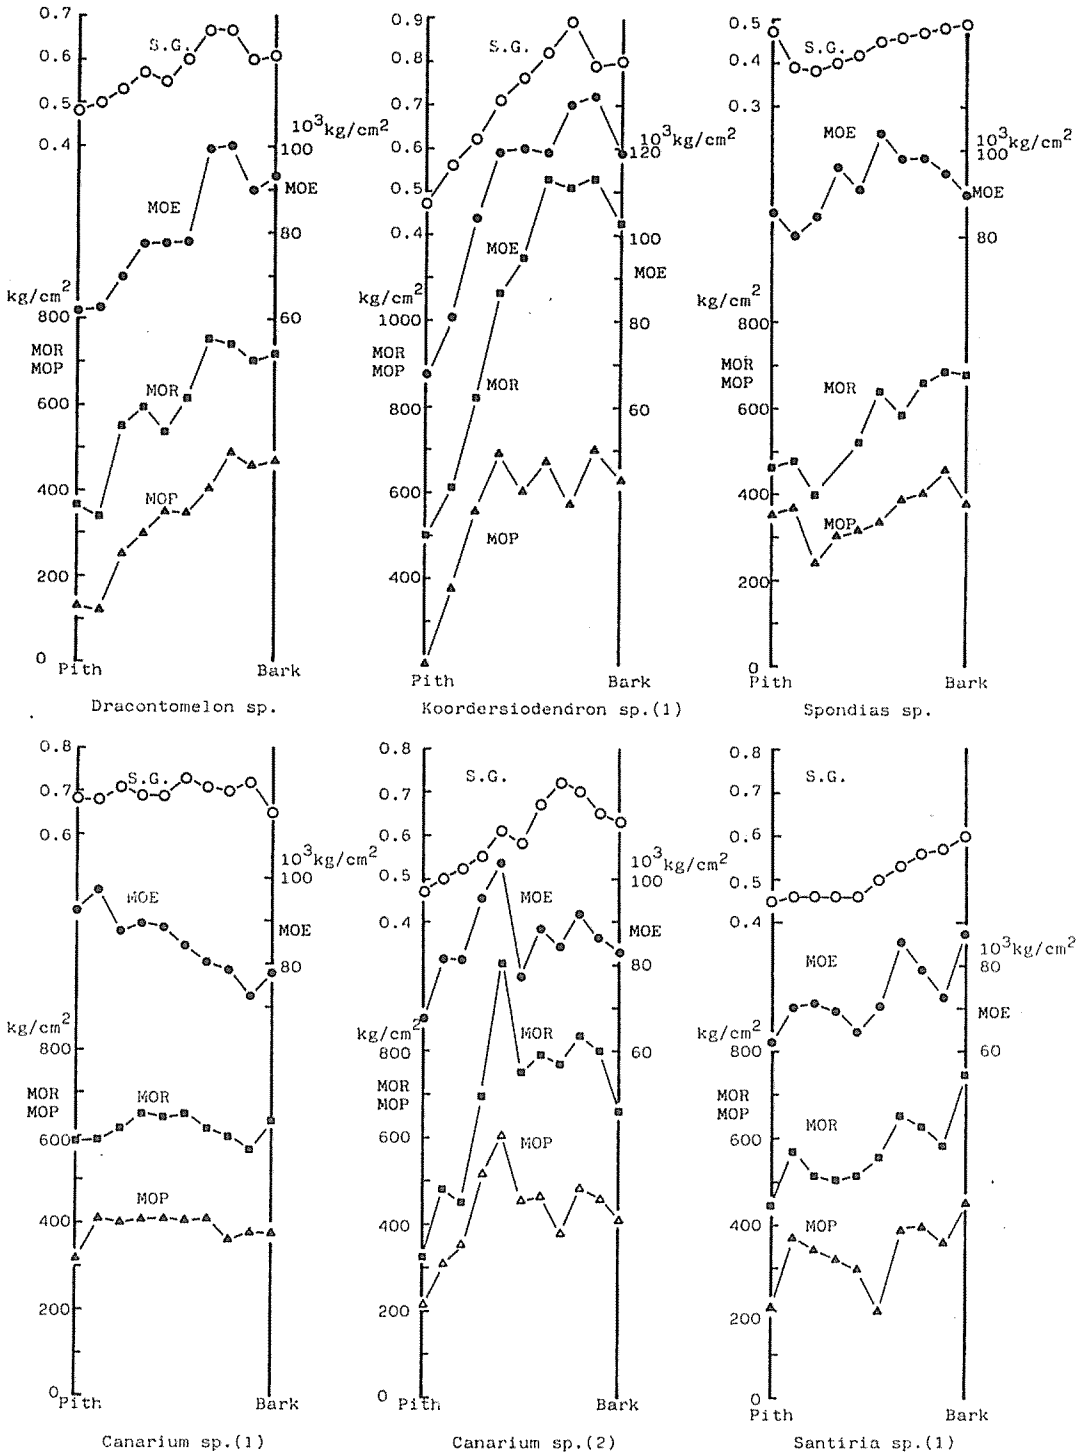 0.7
S.G.
0.6
0.5
0.4
10³kg/cm²
100
MOE
MOE
80
kg/cm²
800
60
MOR
MOP
600
MOR
400
MOP
200
0
Pith
Bark
Dracontomelon sp.
0.9
S.G.
0.8
0.7
0.6
10³kg/cm²
120
0.5
0.4
100
MOE
MOE
kg/cm²
1000
80
MOR
MOP
MOR
800
60
600
MOP
400
Pith
Bark
Koordersiodendron sp.(1)
0.5
S.G.
0.4
0.3
MOE
10³kg/cm²
100
MOE
80
kg/cm²
800
MOR
MOP
MOR
600
400
MOP
200
0
Pith
Bark
Spondias sp.
0.8
S.G.
0.7
0.6
10³kg/cm²
100
MOE
MOE
80
kg/cm²
800
MOR
MOP
MOR
600
MOP
400
200
0
Pith
Bark
Canarium sp.(1)
0.8
S.G.
0.7
0.6
10³kg/cm²
0.5
100
MOE
0.4
MOE
80
kg/cm²
MOR
800
60
MOR
MOP
600
MOP
400
200
0
Pith
Bark
Canarium sp.(2)
0.8
S.G.
0.7
0.6
0.5
0.4
10³kg/cm²
MOE
80
MOE
kg/cm²
800
60
MOR
MOP
MOR
600
400
MOP
200
0
Pith
Bark
Santiria sp.(1)